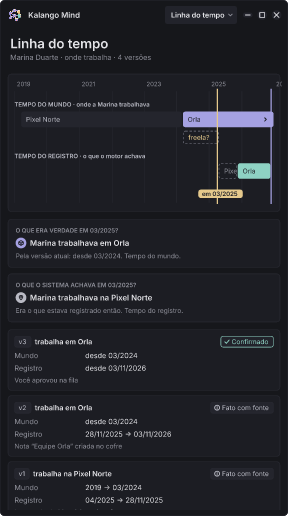 Kalango Mind
Linha do tempo
Linha do tempo
Marina Duarte · onde trabalha · 4 versões
2019 2021 2023 2025
TEMPO DO MUNDO · onde a Marina trabalhava
Pixel Norte
Orla
freela?
TEMPO DO REGISTRO · o que o motor achava
Pixe
Orla
em 03/2025
O QUE ERA VERDADE EM 03/2025?
Marina trabalhava em Orla
Pela versão atual: desde 03/2024. Tempo do mundo.
O QUE O SISTEMA ACHAVA EM 03/2025?
Marina trabalhava na Pixel Norte
Era o que estava registrado então. Tempo do registro.
v3 trabalha em Orla Confirmado
Mundo desde 03/2024
Registro desde 03/11/2026
Você aprovou na fila
v2 trabalha em Orla Fato com fonte
Mundo desde 03/2024
Registro 28/11/2025 → 03/11/2026
Nota "Equipe Orla" criada no cofre
v1 trabalha na Pixel Norte Fato com fonte
Mundo 2019 → 03/2024
Registro 04/2025 → 28/11/2025